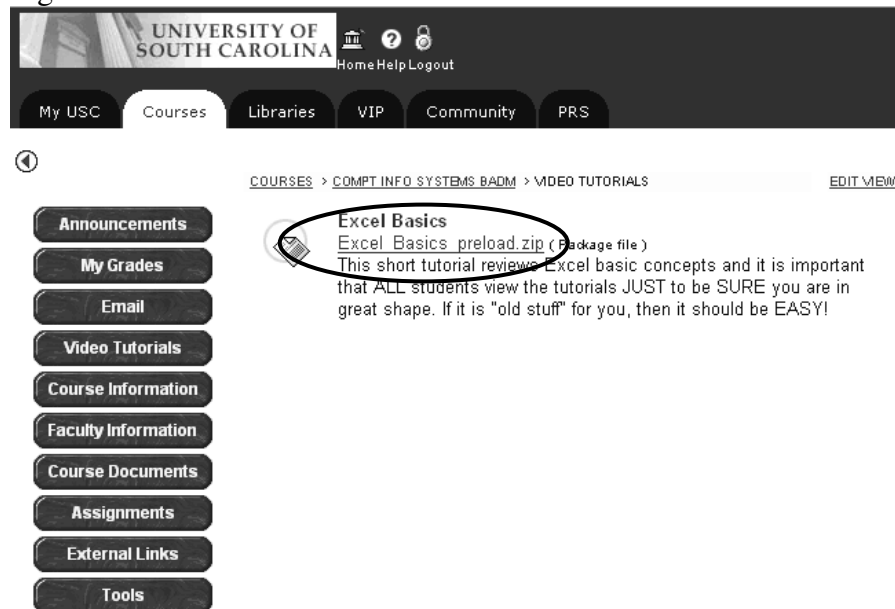 UNIVERSITY OF
SOUTH CAROLINA
Home Help Logout
My USC Courses Libraries VIP Community PRS
COURSES > COMPT INFO SYSTEMS BADM > VIDEO TUTORIALS EDIT VIEW
Announcements
My Grades
Email
Video Tutorials
Course Information
Faculty Information
Course Documents
Assignments
External Links
Tools
Excel Basics
Excel Basics preload.zip ( Package file )
This short tutorial reviews Excel basic concepts and it is important
that ALL students view the tutorials JUST to be SURE you are in
great shape. If it is "old stuff" for you, then it should be EASY!